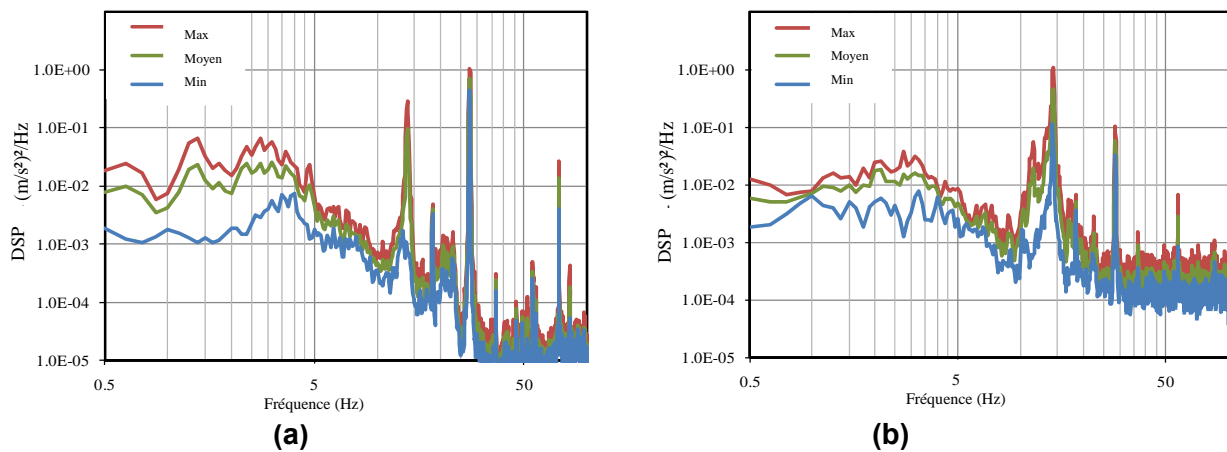 Max
Moyen
Min
1.0E+00
1.0E-01
1.0E-02
1.0E-03
1.0E-04
1.0E-05
DSP . (m/s²)²/Hz
0.5
5
50
Fréquence (Hz)
(a)
Max
Moyen
Min
1.0E+00
1.0E-01
1.0E-02
1.0E-03
1.0E-04
1.0E-05
DSP . (m/s²)²/Hz
0.5
5
50
Fréquence (Hz)
(b)